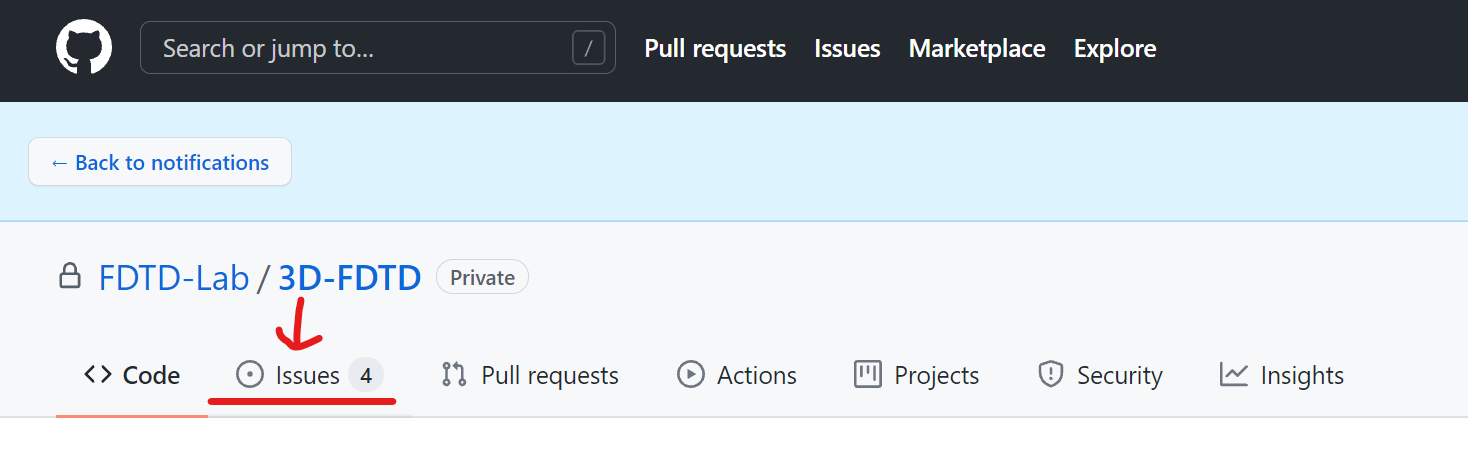 Search or jump to... / Pull requests Issues Marketplace Explore
← Back to notifications
FDTD-Lab / 3D-FDTD Private
<> Code Issues 4 Pull requests Actions Projects Security Insights